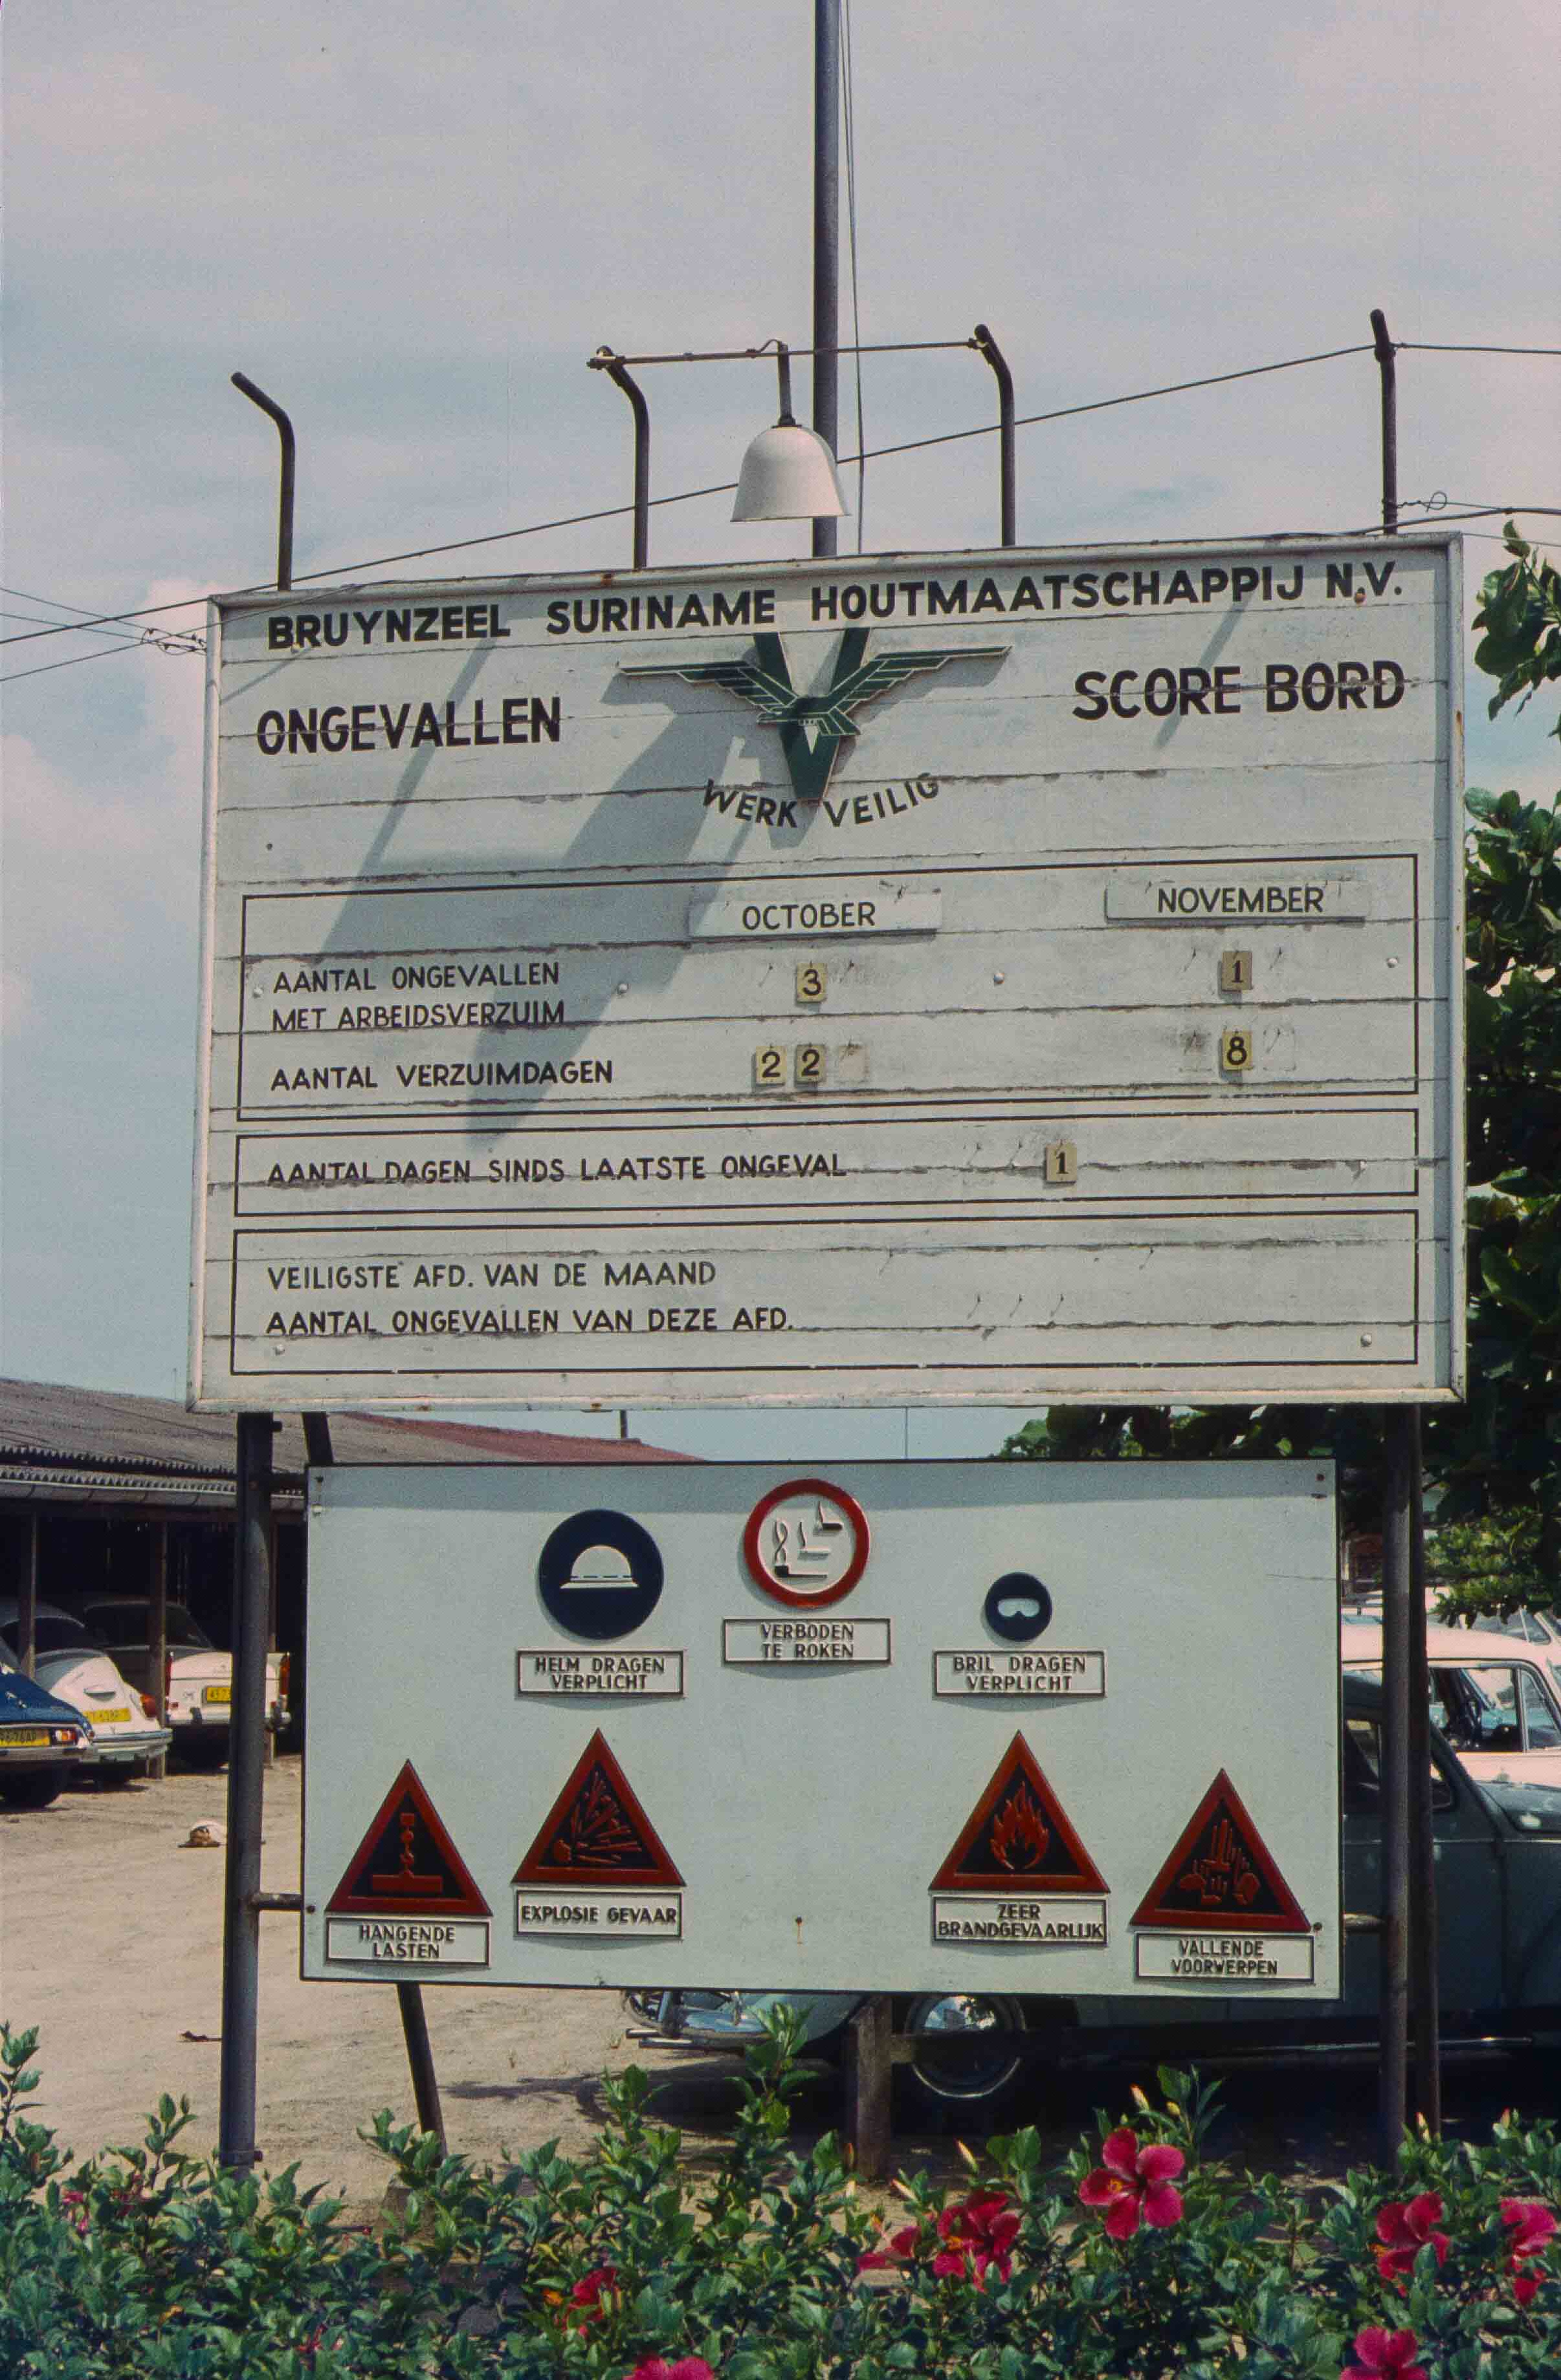 BRUYNZEEL SURINAME HOUTMAATSCHAPPIJ N.V.
ONGEVALLEN SCORE BORD
WERK VEILIG
OCTOBER NOVEMBER
AANTAL ONGEVALLEN 3 1
MET ARBEIDSVERZUIM
AANTAL VERZUIMDAGEN 22 8
AANTAL DAGEN SINDS LAATSTE ONGEVAL 1
VEILIGSTE AFD. VAN DE MAAND
AANTAL ONGEVALLEN VAN DEZE AFD.
HELM DRAGEN
VERPLICHT
VERBODEN
TE ROKEN
BRIL DRAGEN
VERPLICHT
HANGENDE
LASTEN
EXPLOSIE GEVAAR
ZEER
BRANDGEVAARLIJK
VALLENDE
VOORWERPEN